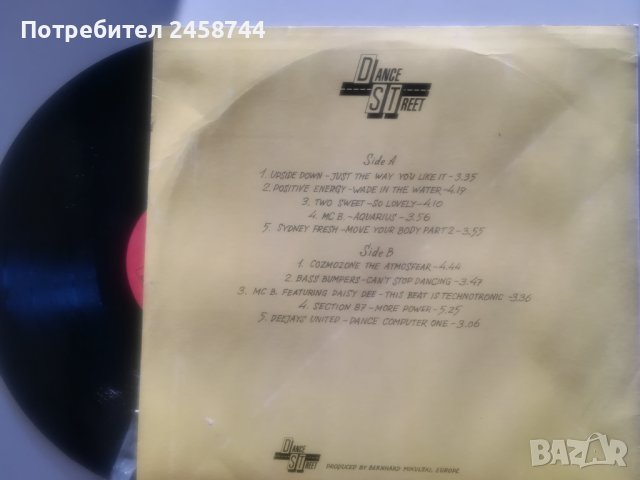 Потребител 2458744
DANCE
STREET
Side A
1. UPSIDE DOWN – JUST THE WAY YOU LIKE IT – 3.35
2. POSITIVE ENERGY – WADE IN THE WATER – 4.19
3. TWO SWEET – SO LOVELY – 4.10
4. MC B. – AQUARIUS – 3.56
5. SYDNEY FRESH – MOVE YOUR BODY PART 2 – 3.55
Side B
1. COZMOZONE THE ATMOSFEAR – 4.44
2. BASS BUMPERS – CAN'T STOP DANCING – 3.47
3. MC B. FEATURING DAISY DEE – THIS BEAT IS TECHNOTRONIC – 3.36
4. SECTION 87 – MORE POWER – 5.25
5. DEEJAYS UNITED – DANCE COMPUTER ONE – 3.06
DANCE
STREET
PRODUCED BY BERNHARD EUROPE
BAZAR